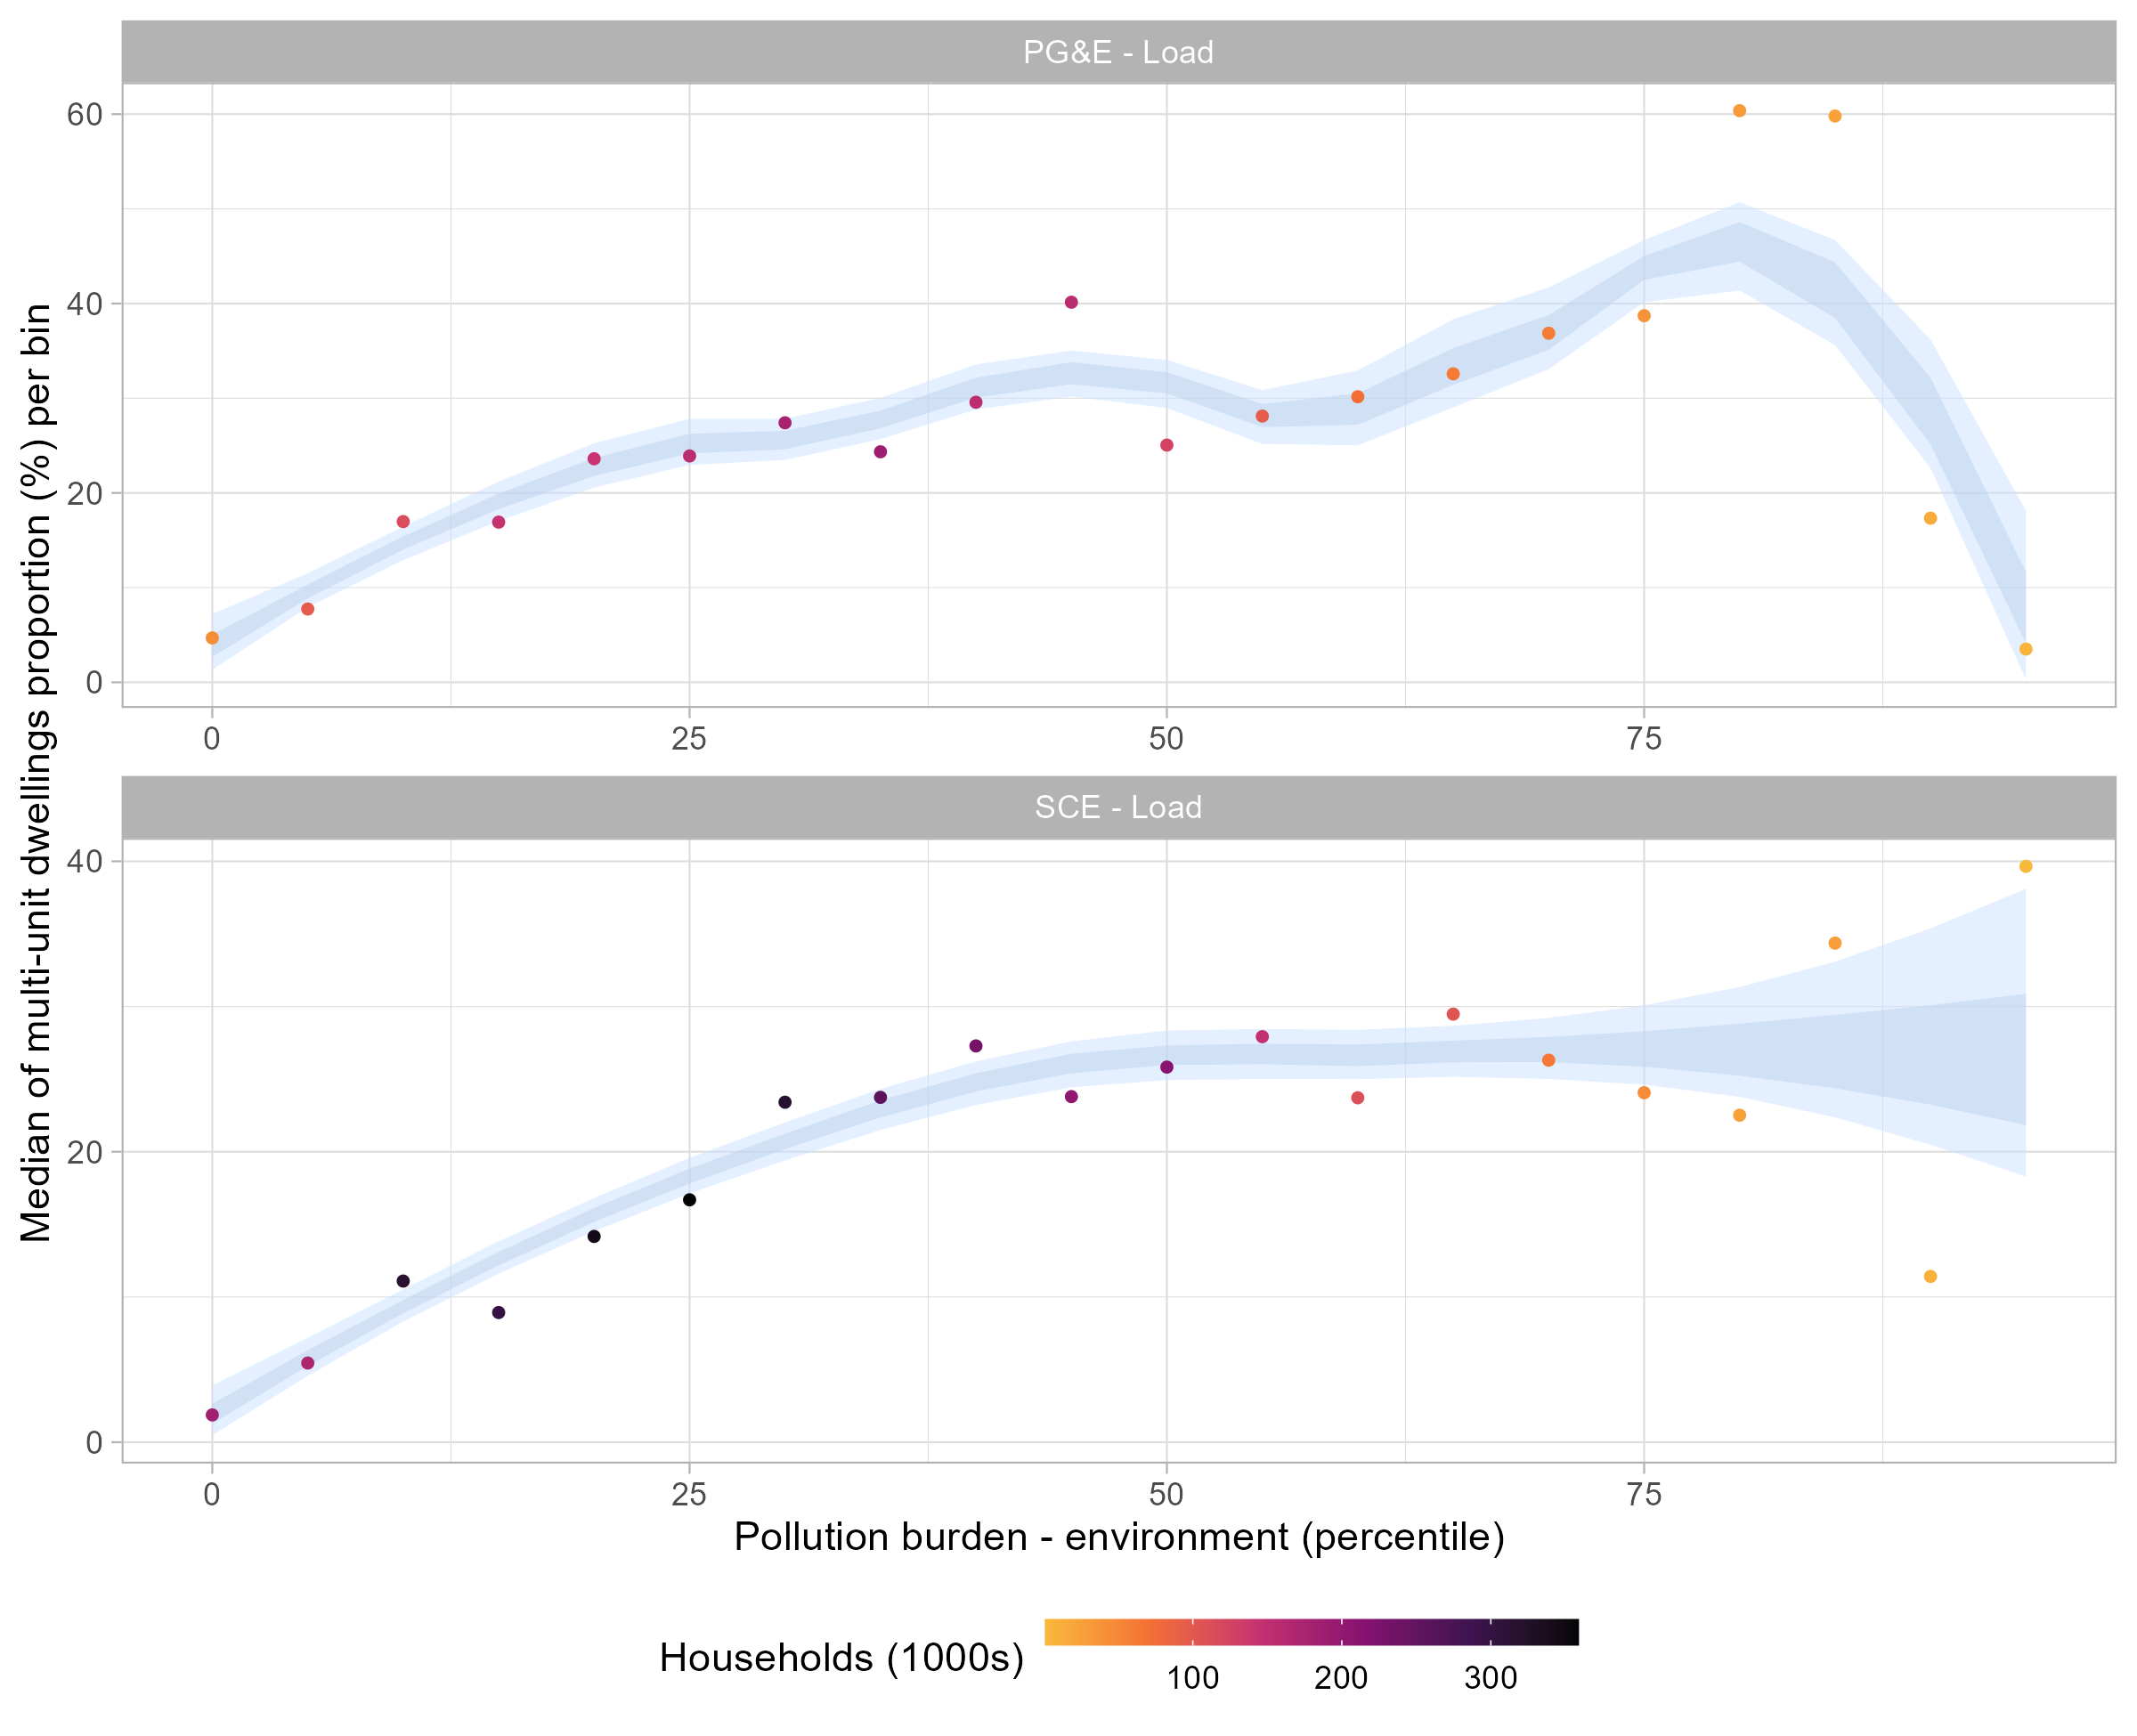 PG&E - Load
60
40
20
0
0 25 50 75
Median of multi-unit dwellings proportion (%) per bin
SCE - Load
40
20
0
0 25 50 75
Pollution burden - environment (percentile)
Households (1000s)
100 200 300